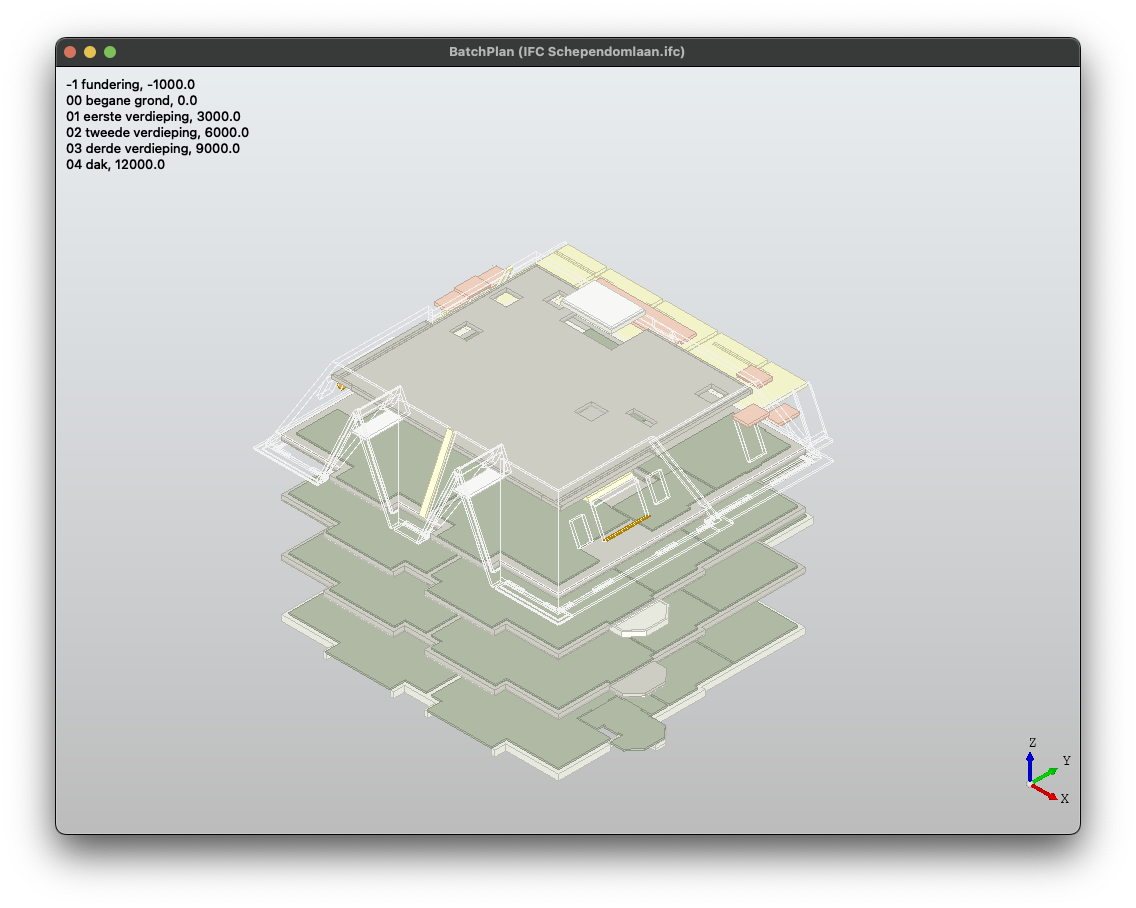 BatchPlan (IFC Schependomlaan.ifc)
-1 fundering, -1000.0
00 begane grond, 0.0
01 eerste verdieping, 3000.0
02 tweede verdieping, 6000.0
03 derde verdieping, 9000.0
04 dak, 12000.0
Z
Y
X